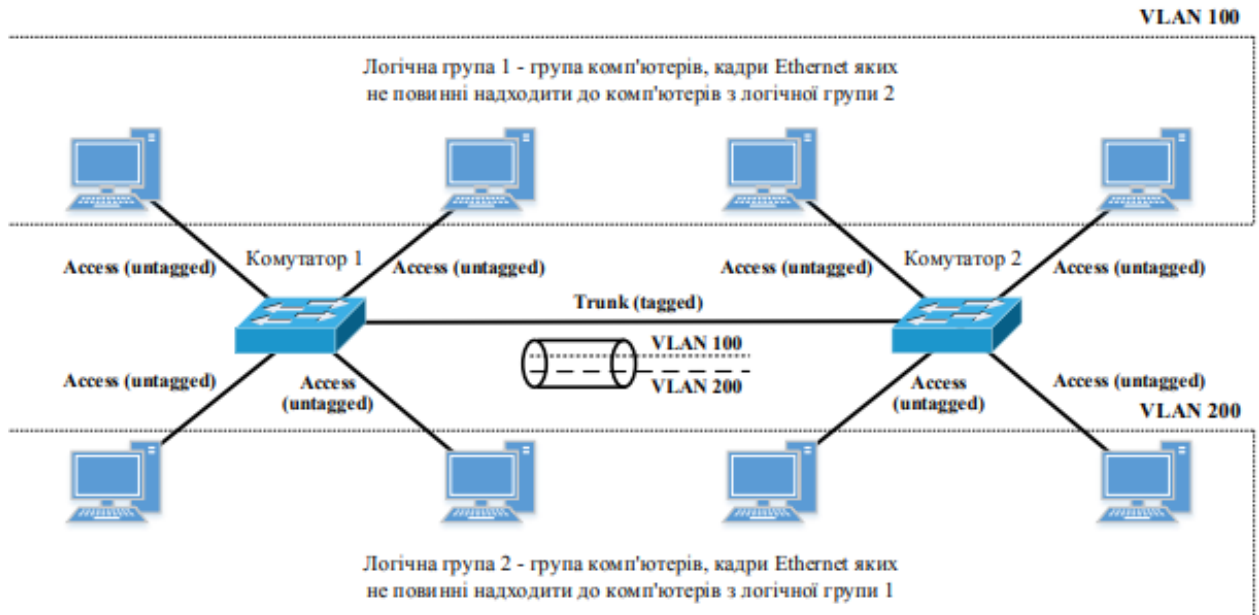 VLAN 100
Логічна група 1 - група комп'ютерів, кадри Ethernet яких
не повинні надходити до комп'ютерів з логічної групи 2
Access (untagged)
Комутатор 1
Access (untagged)
Access (untagged)
Комутатор 2
Access (untagged)
Trunk (tagged)
VLAN 100
VLAN 200
Access (untagged)
Access
(untagged)
Access
(untagged)
Access (untagged)
VLAN 200
Логічна група 2 - група комп'ютерів, кадри Ethernet яких
не повинні надходити до комп'ютерів з логічної групи 1